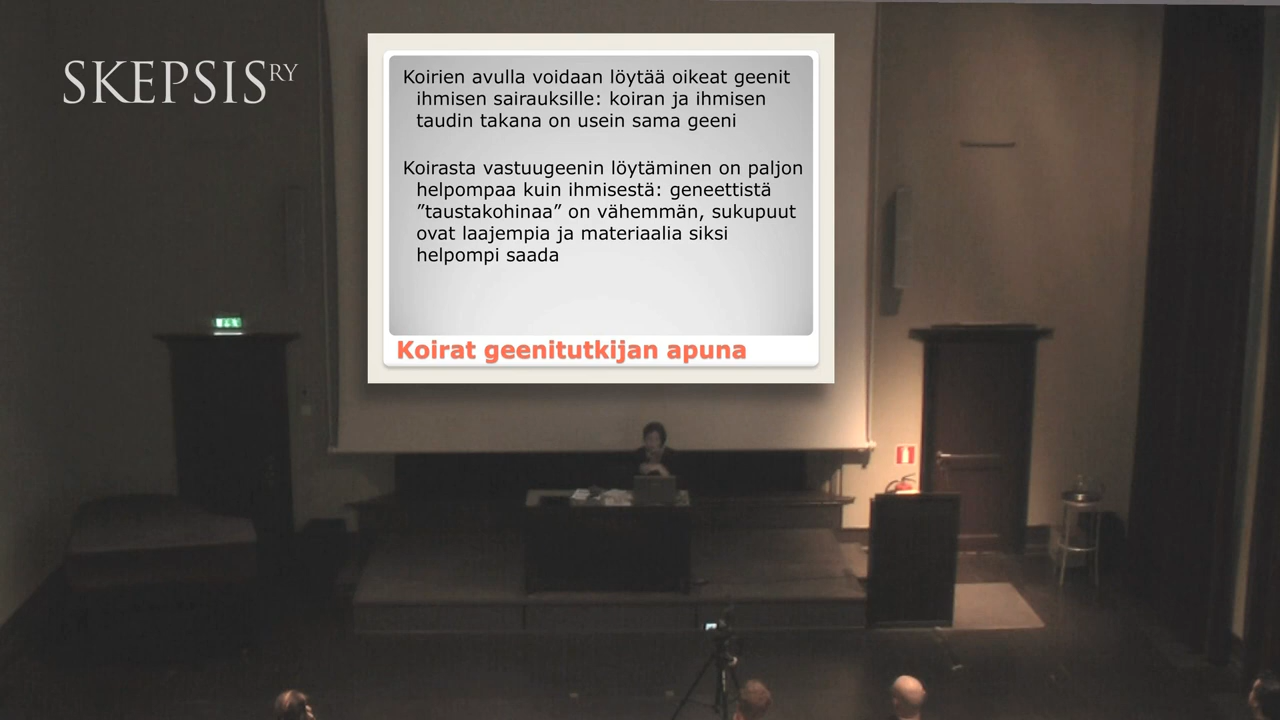 SKEPSIS RY
Koirien avulla voidaan löytää oikeat geenit
ihmisen sairauksille: koiran ja ihmisen
taudin takana on usein sama geeni
Koirasta vastuugeenin löytäminen on paljon
helpompaa kuin ihmisestä: geneettistä
”taustakohinaa” on vähemmän, sukupuut
ovat laajempia ja materiaalia siksi
helpompi saada
Koirat geenitutkijan apuna